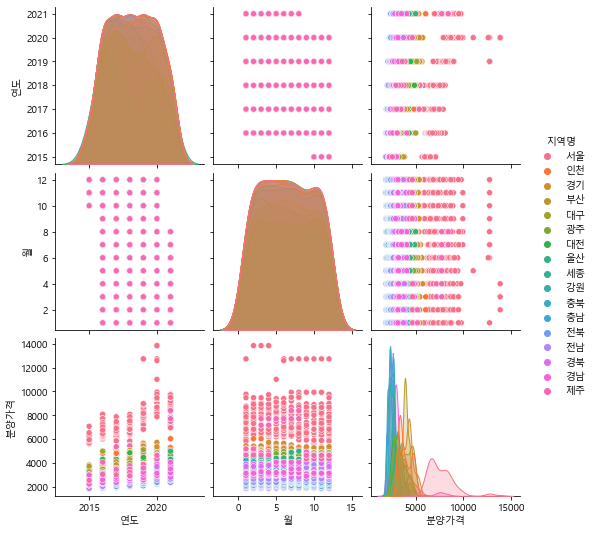 2021
2020
2019
2018
2017
2016
2015
연도
12
10
8
6
4
2
월
14000
12000
10000
8000
6000
4000
2000
분양가격
2015 2020
연도
0 5 10 15
월
5000 10000 15000
분양가격
지역명
서울
인천
경기
부산
대구
광주
대전
울산
세종
강원
충북
충남
전북
전남
경북
경남
제주